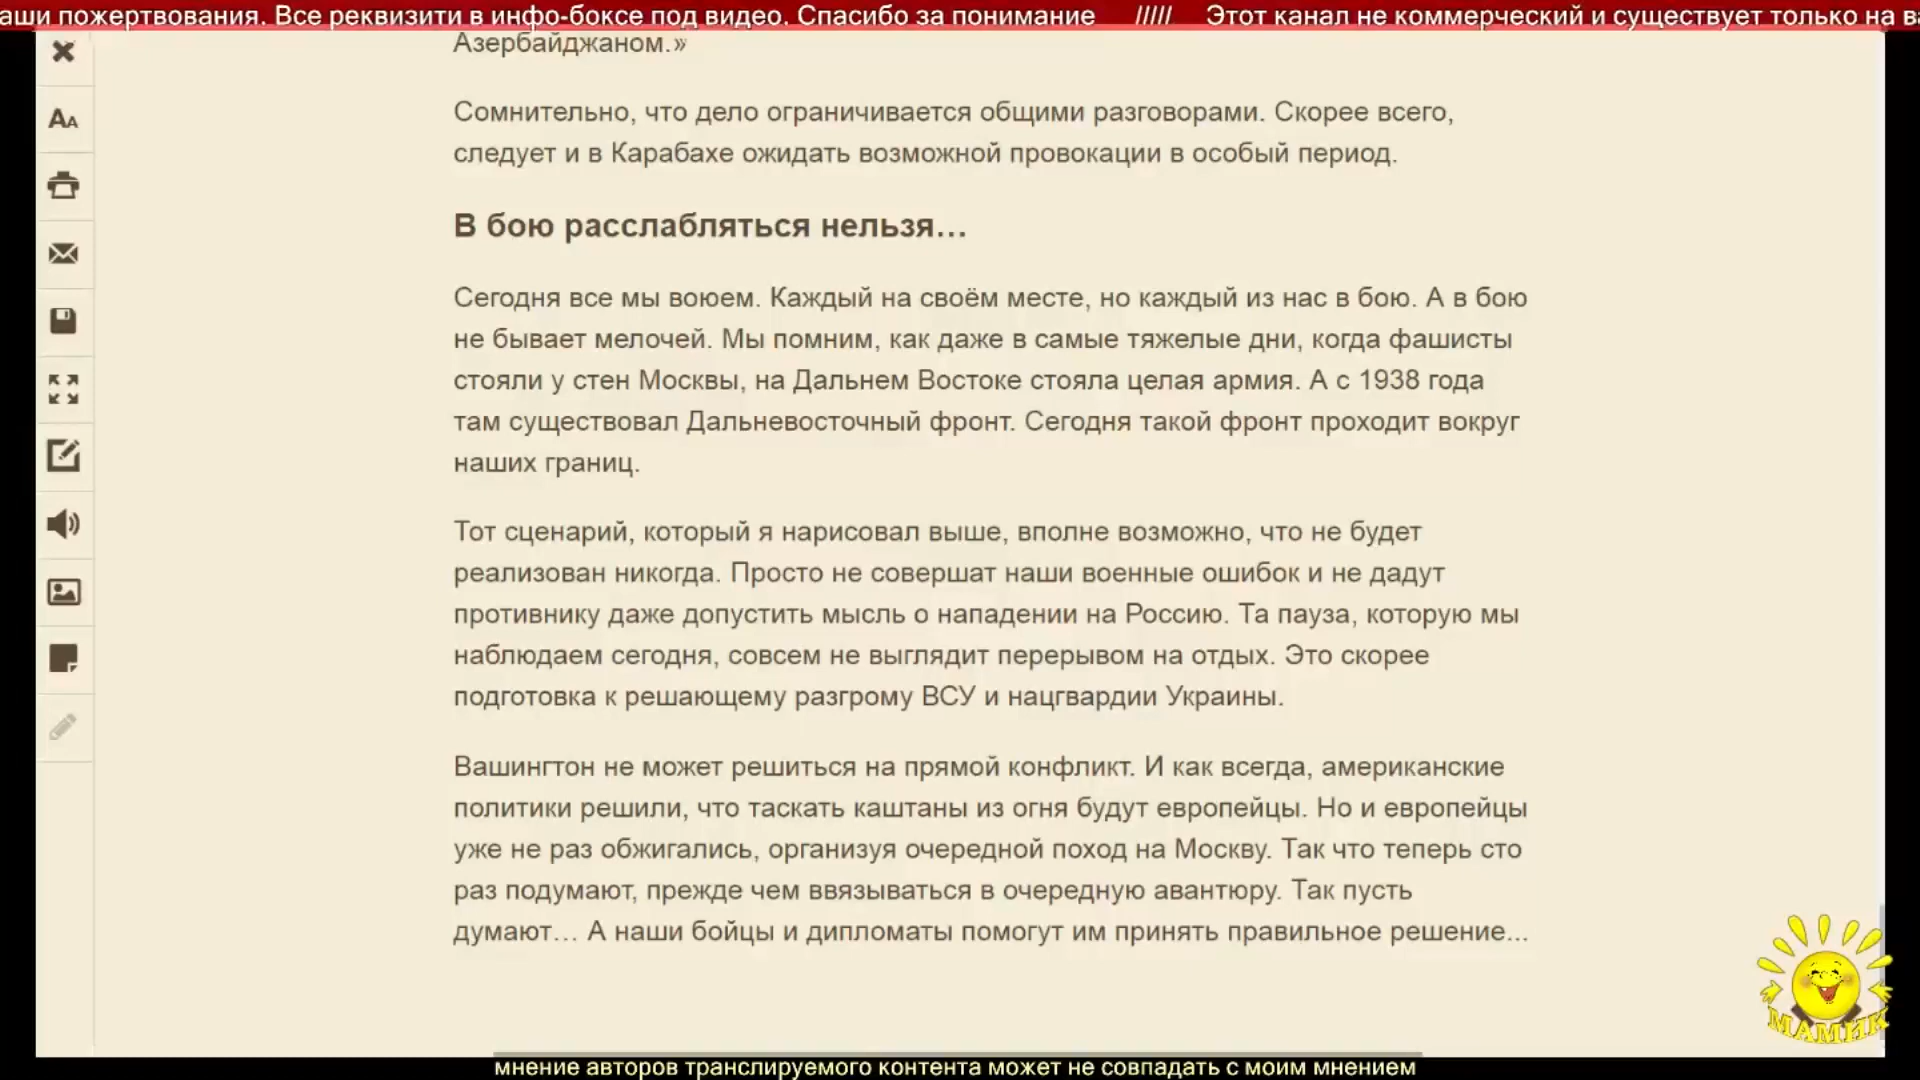 аши пожертвования. Все реквизити в инфо-боксе под видео. Спасибо за понимание ///// Этот канал не коммерческий и существует только на
Азербайджаном.»
Сомнительно, что дело ограничивается общими разговорами. Скорее всего,
следует и в Карабахе ожидать возможной провокации в особый период.
В бою расслабляться нельзя…
Сегодня все мы воюем. Каждый на своём месте, но каждый из нас в бою. А в бою
не бывает мелочей. Мы помним, как даже в самые тяжелые дни, когда фашисты
стояли у стен Москвы, на Дальнем Востоке стояла целая армия. А с 1938 года
там существовал Дальневосточный фронт. Сегодня такой фронт проходит вокруг
наших границ.
Тот сценарий, который я нарисовал выше, вполне возможно, что не будет
реализован никогда. Просто не совершат наши военные ошибок и не дадут
противнику даже допустить мысль о нападении на Россию. Та пауза, которую мы
наблюдаем сегодня, совсем не выглядит перерывом на отдых. Это скорее
подготовка к решающему разгрому ВСУ и нацгвардии Украины.
Вашингтон не может решиться на прямой конфликт. И как всегда, американские
политики решили, что таскать каштаны из огня будут европейцы. Но и европейцы
уже не раз обжигались, организуя очередной поход на Москву. Так что теперь сто
раз подумают, прежде чем ввязываться в очередную авантюру. Так пусть
думают… А наши бойцы и дипломаты помогут им принять правильное решение...
МАМИК
мнение авторов транслируемого контента может не совпадать с моим мнением